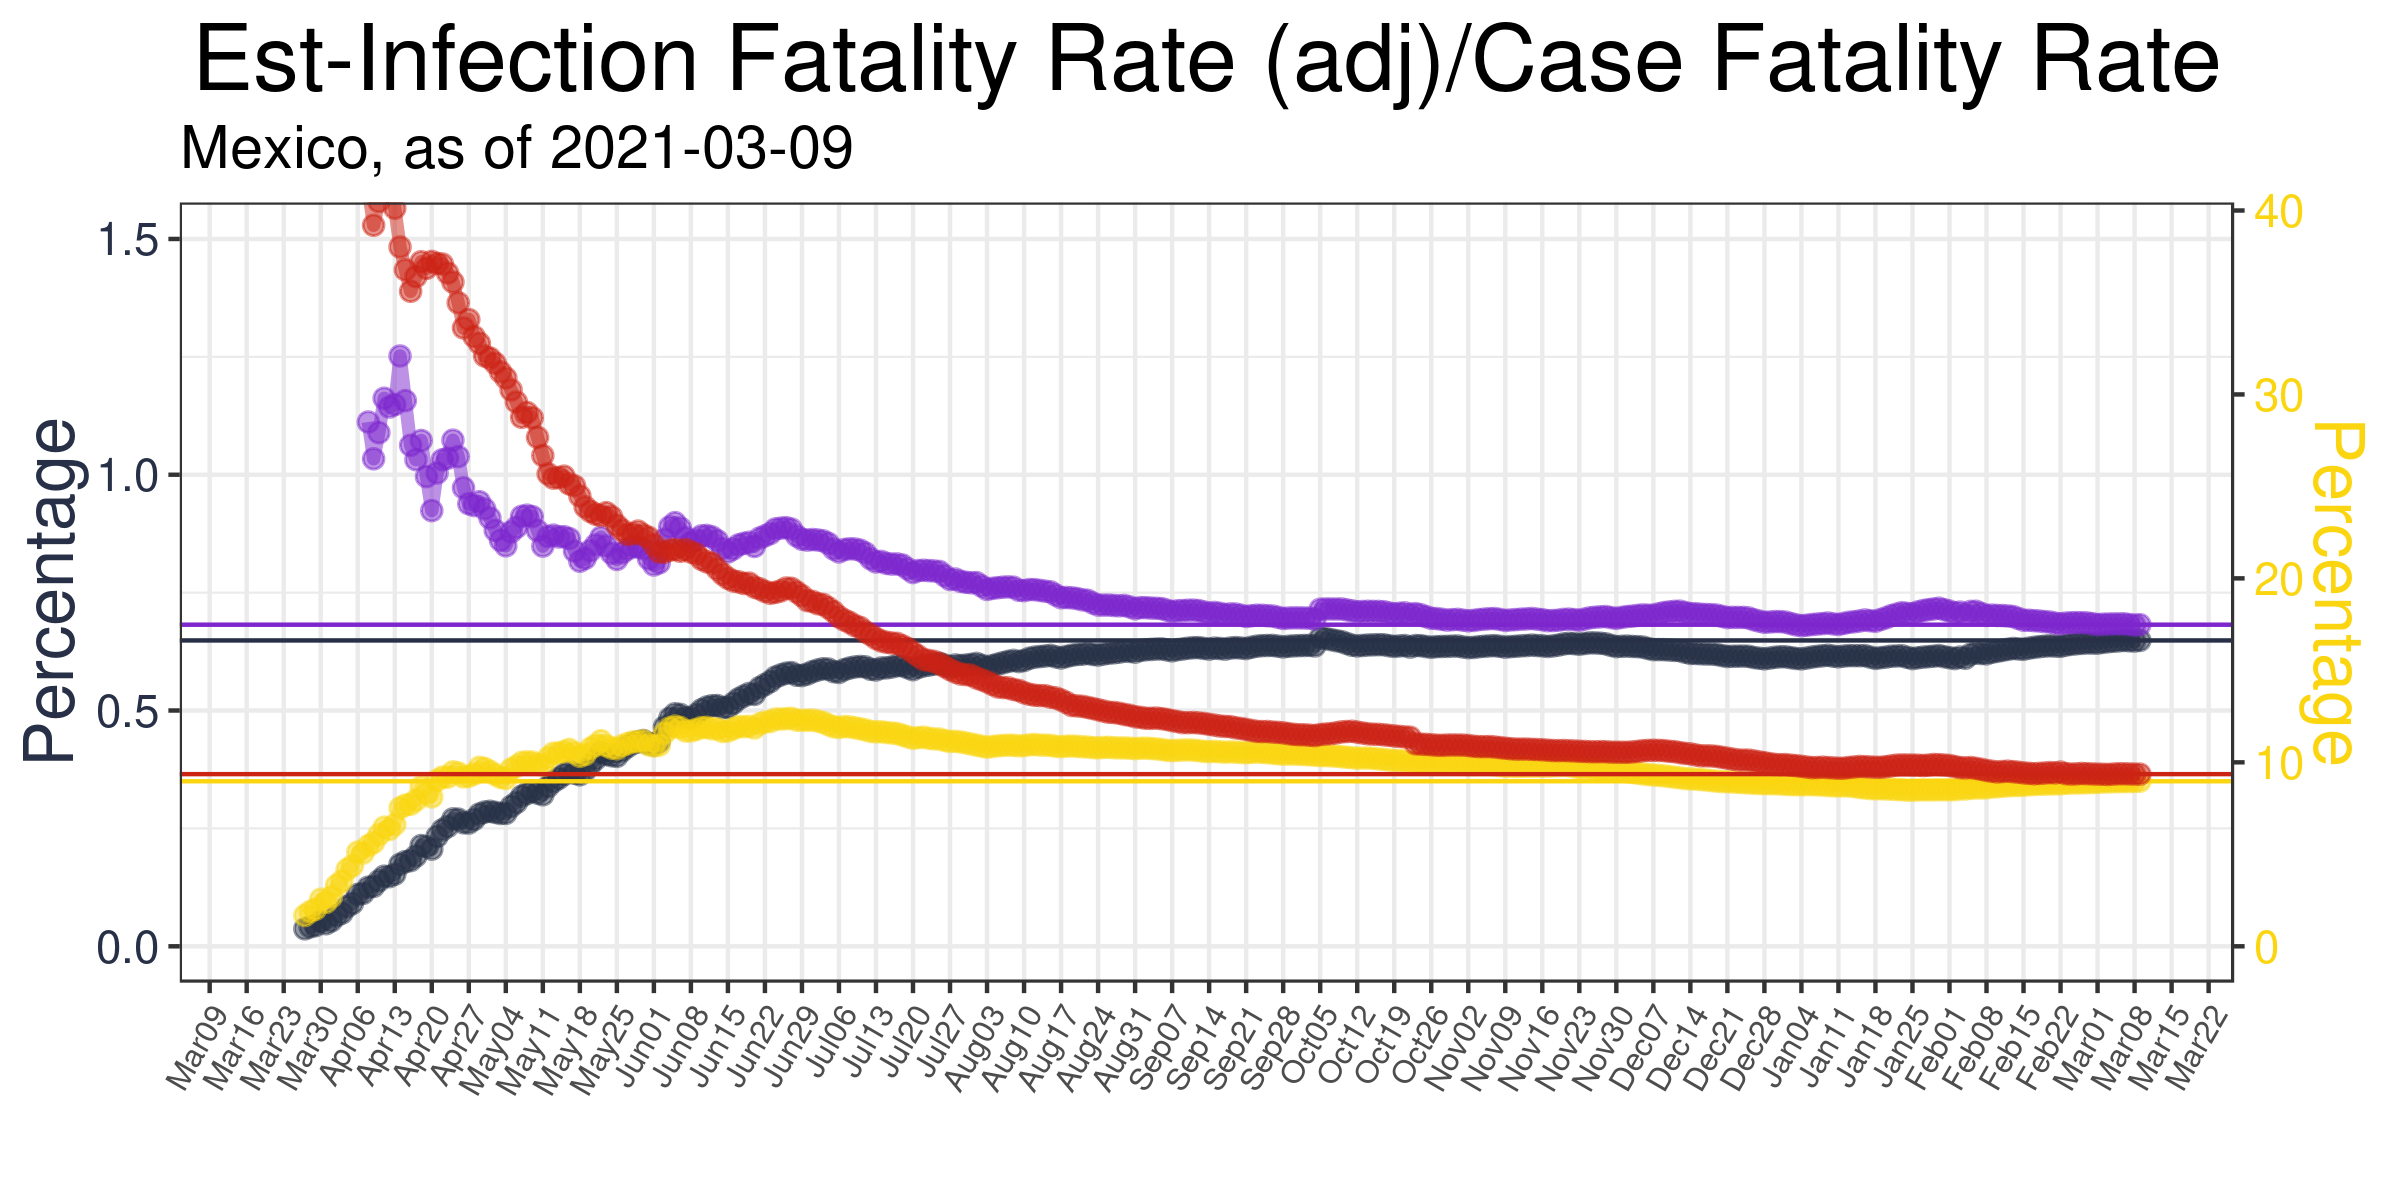 Est-Infection Fatality Rate (adj)/Case Fatality Rate
Mexico, as of 2021-03-09
Percentage
1.5
1.0
0.5
0.0
40
30
20
10
0
Percentage
Mar09
Mar16
Mar23
Mar30
Apr06
Apr13
Apr20
Apr27
May04
May11
May18
May25
Jun01
Jun08
Jun15
Jun22
Jun29
Jul06
Jul13
Jul20
Jul27
Aug03
Aug10
Aug17
Aug24
Aug31
Sep07
Sep14
Sep21
Sep28
Oct05
Oct12
Oct19
Oct26
Nov02
Nov09
Nov16
Nov23
Nov30
Dec07
Dec14
Dec21
Dec28
Jan04
Jan11
Jan18
Jan25
Feb01
Feb08
Feb15
Feb22
Mar01
Mar08
Mar15
Mar22